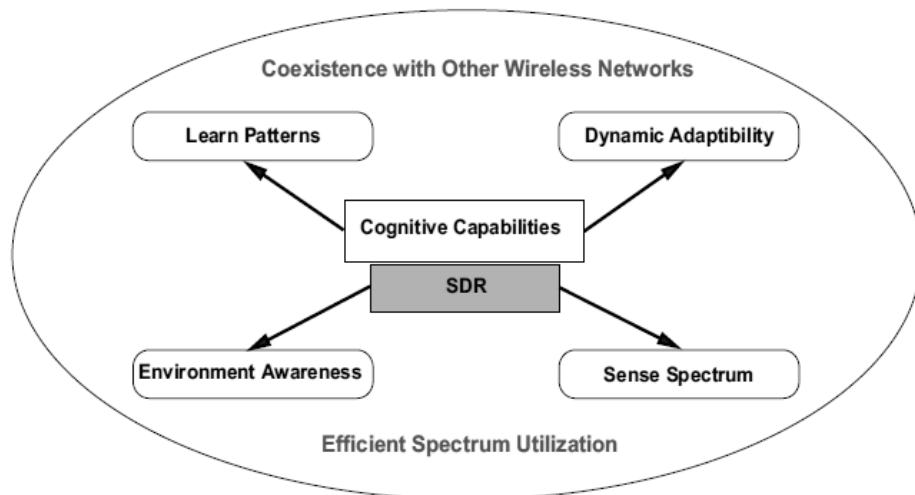 Coexistence with Other Wireless Networks
Learn Patterns
Dynamic Adaptibility
Cognitive Capabilities
SDR
Environment Awareness
Sense Spectrum
Efficient Spectrum Utilization